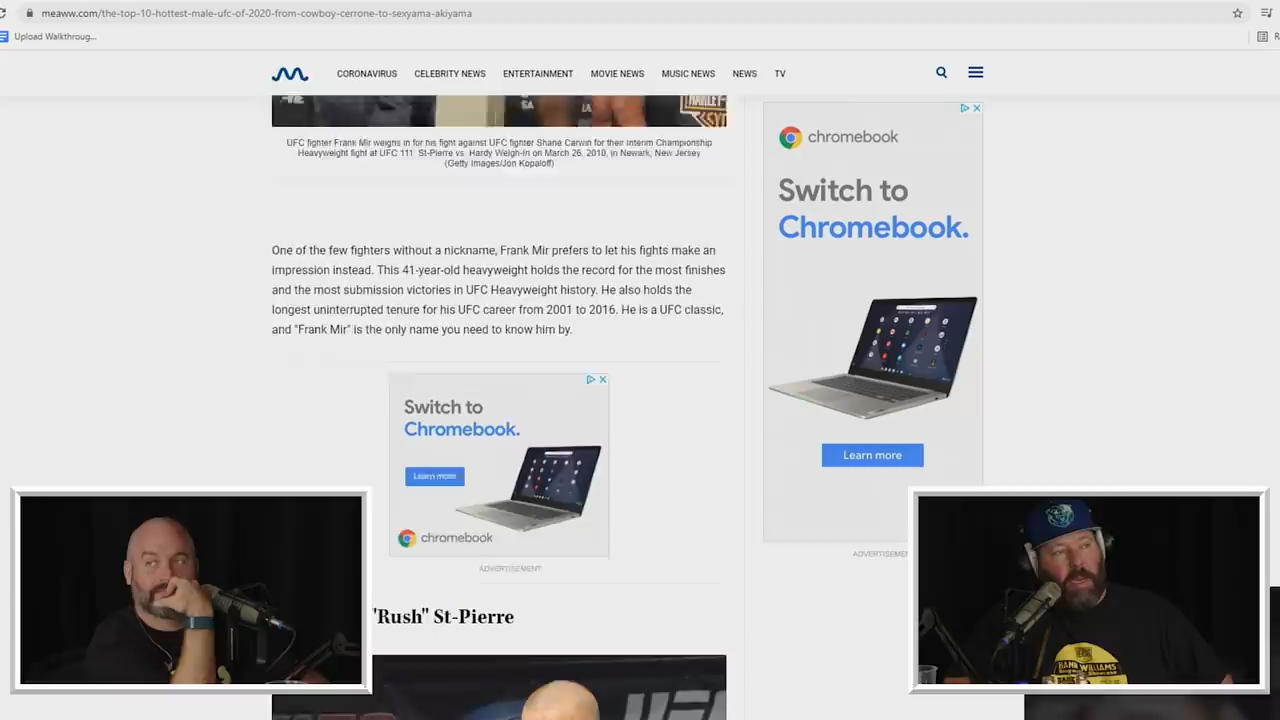 meaww.com/the-top-10-hottest-male-ufc-of-2020-from-cowboy-cerrone-to-sexyama-akiyama
Upload Walkthroug...
CORONAVIRUS CELEBRITY NEWS ENTERTAINMENT MOVIE NEWS MUSIC NEWS NEWS TV
UFC fighter Frank Mir weighs in for his fight against UFC fighter Shane Carwin for their Interim Championship
Heavyweight fight at UFC 111 St-Pierre vs. Hardy Weigh-In on March 26, 2010, in Newark, New Jersey
(Getty Images/Jon Kopaloff)
One of the few fighters without a nickname, Frank Mir prefers to let his fights make an
impression instead. This 41-year-old heavyweight holds the record for the most finishes
and the most submission victories in UFC Heavyweight history. He also holds the
longest uninterrupted tenure for his UFC career from 2001 to 2016. He is a UFC classic,
and "Frank Mir" is the only name you need to know him by.
Switch to
Chromebook.
Learn more
chromebook
ADVERTISEMENT
"Rush" St-Pierre
UFC
chromebook
Switch to
Chromebook.
Learn more
ADVERTISEMEN
HANK
WILLIAMS